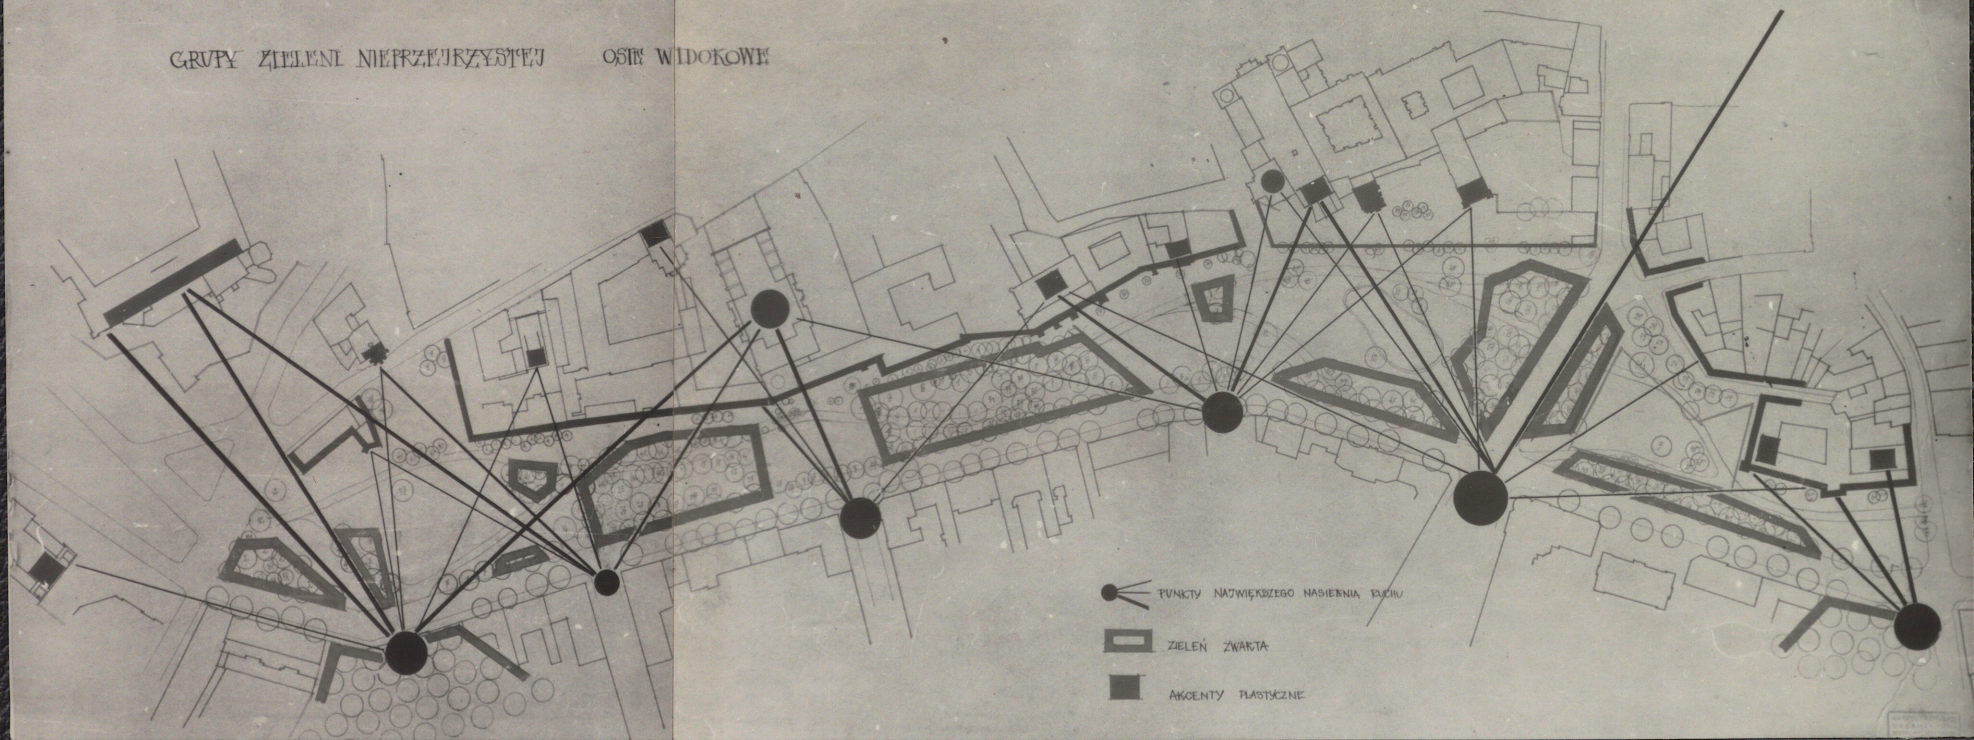 GRUPY ZIELENI NIEPRZEJRZYSTEJ OSIE WIDOKOWE
PUNKTY NAJWIĘKSZEGO NASILENIA RUCHU
ZIELEŃ ZWARTA
AKCENTY PLASTYCZNE